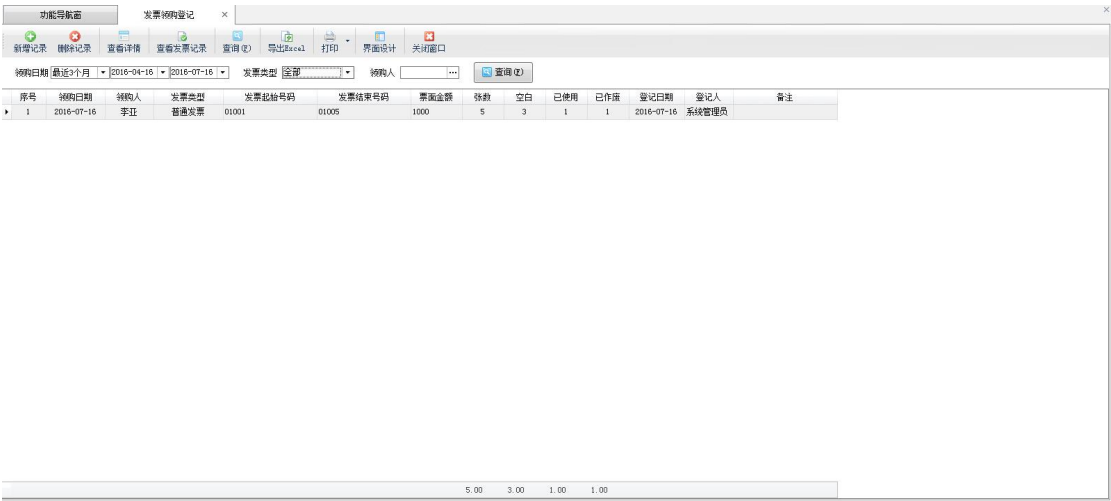 功能导航窗 发票领购登记 ×
新增记录 删除记录 查看详情 查看发票记录 查询(F) 导出Excel 打印 界面设计 关闭窗口
领购日期 最近3个月 2016-04-16 2016-07-16 发票类型 全部 领购人 ... 查询(F)
序号 领购日期 领购人 发票类型 发票起始号码 发票结束号码 票面金额 张数 空白 已使用 已作废 登记日期 登记人 备注
1 2016-07-16 李亚 普通发票 01001 01005 1000 5 3 1 1 2016-07-16 系统管理员
5.00 3.00 1.00 1.00